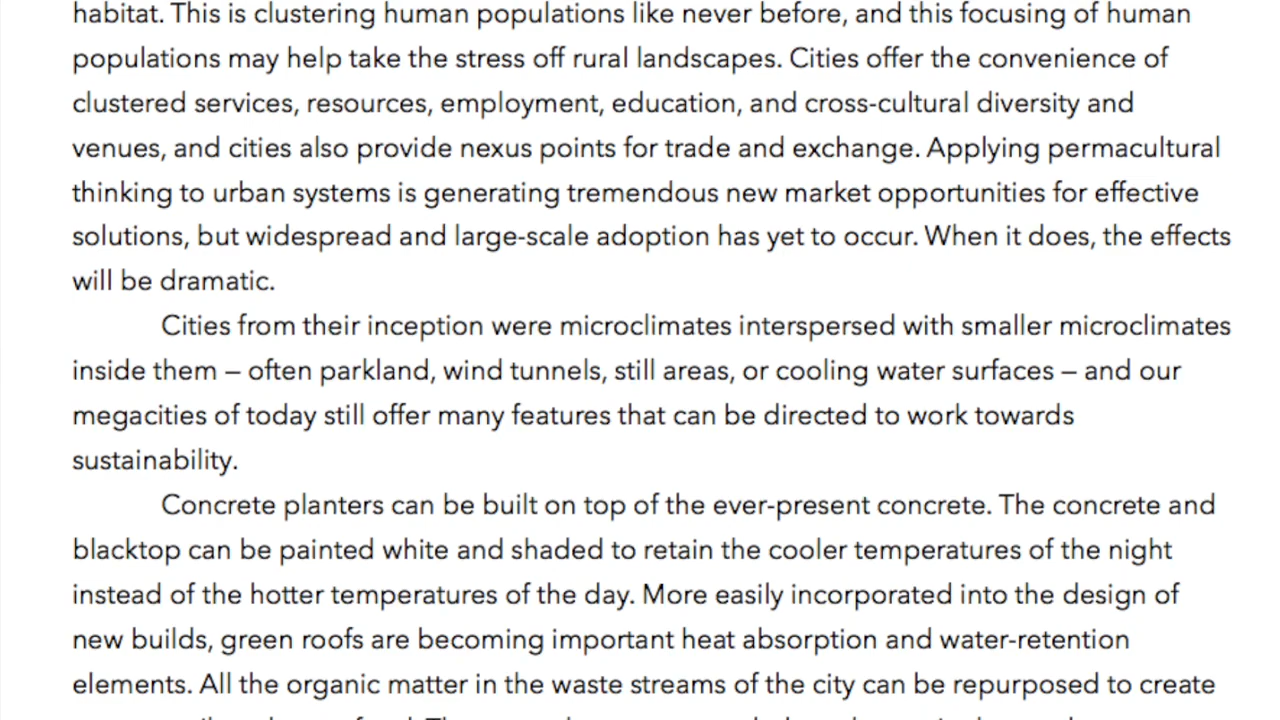 habitat. This is clustering human populations like never before, and this focusing of human
populations may help take the stress off rural landscapes. Cities offer the convenience of
clustered services, resources, employment, education, and cross-cultural diversity and
venues, and cities also provide nexus points for trade and exchange. Applying permacultural
thinking to urban systems is generating tremendous new market opportunities for effective
solutions, but widespread and large-scale adoption has yet to occur. When it does, the effects
will be dramatic.
Cities from their inception were microclimates interspersed with smaller microclimates
inside them – often parkland, wind tunnels, still areas, or cooling water surfaces – and our
megacities of today still offer many features that can be directed to work towards
sustainability.
Concrete planters can be built on top of the ever-present concrete. The concrete and
blacktop can be painted white and shaded to retain the cooler temperatures of the night
instead of the hotter temperatures of the day. More easily incorporated into the design of
new builds, green roofs are becoming important heat absorption and water-retention
elements. All the organic matter in the waste streams of the city can be repurposed to create